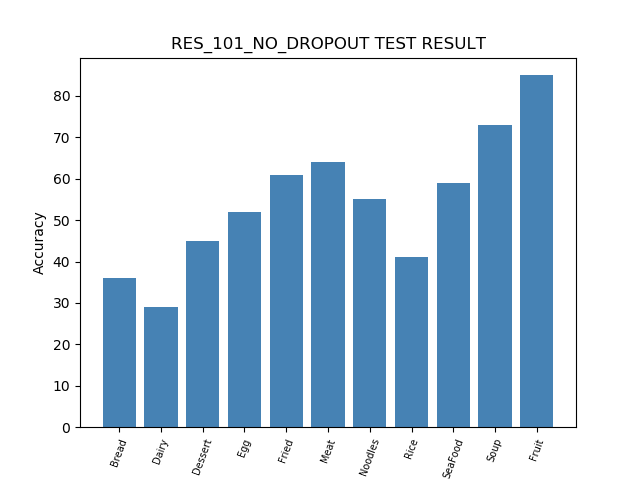 RES_101_NO_DROPOUT TEST RESULT
Accuracy
80
70
60
50
40
30
20
10
0
Bread
Dairy
Dessert
Egg
Fried
Meat
Noodles
Rice
SeaFood
Soup
Fruit